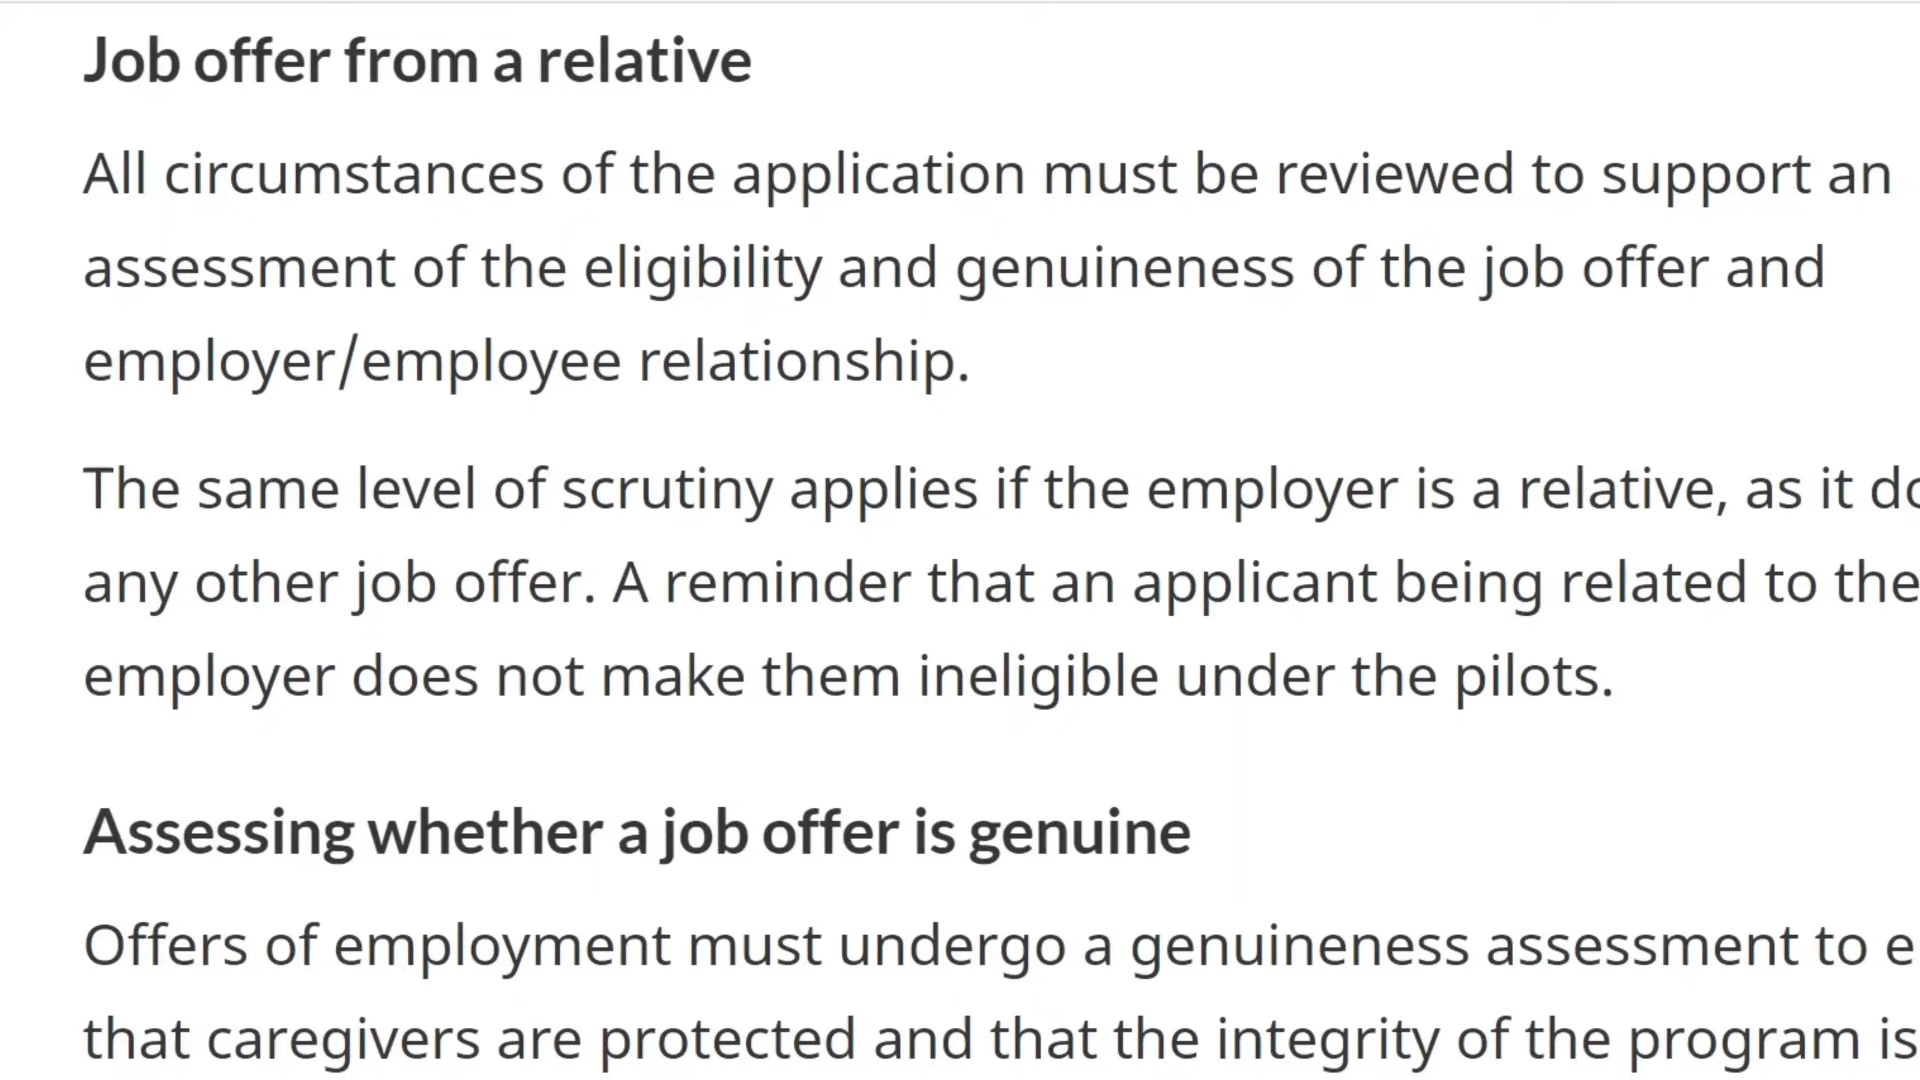 Job offer from a relative
All circumstances of the application must be reviewed to support an
assessment of the eligibility and genuineness of the job offer and
employer/employee relationship.
The same level of scrutiny applies if the employer is a relative, as it
any other job offer. A reminder that an applicant being related to the
employer does not make them ineligible under the pilots.
Assessing whether a job offer is genuine
Offers of employment must undergo a genuineness assessment to
that caregivers are protected and that the integrity of the program is